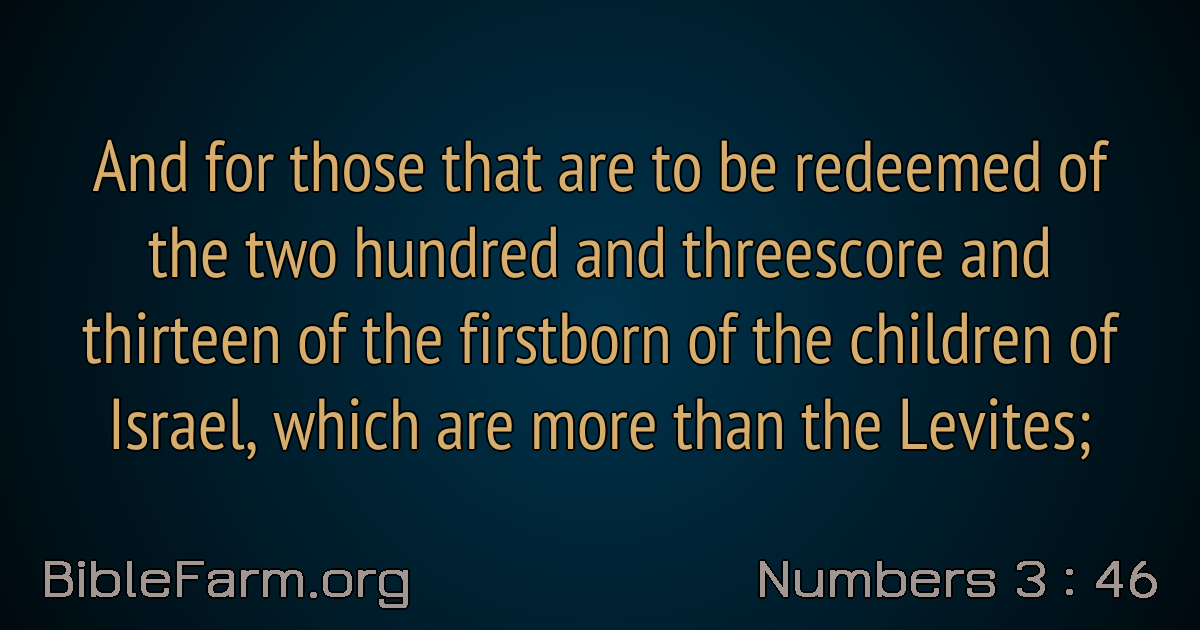 And for those that are to be redeemed of
the two hundred and threescore and
thirteen of the firstborn of the children of
Israel, which are more than the Levites;
BibleFarm.org
Numbers 3 : 46